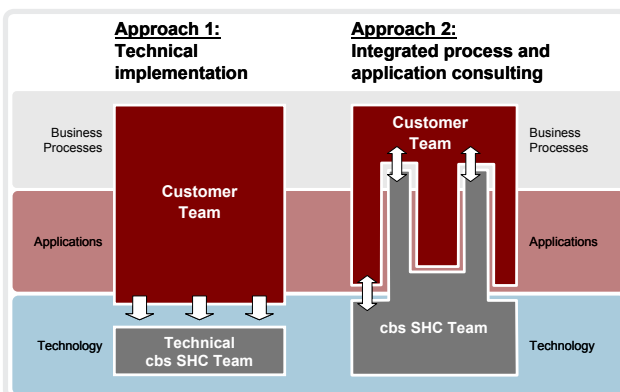 Approach 1:
Technical
implementation
Approach 2:
Integrated process and
application consulting
Business
Processes
Customer
Team
Business
Processes
Customer
Team
Applications
Applications
Technology
Technical
cbs SHC Team
cbs SHC Team
Technology